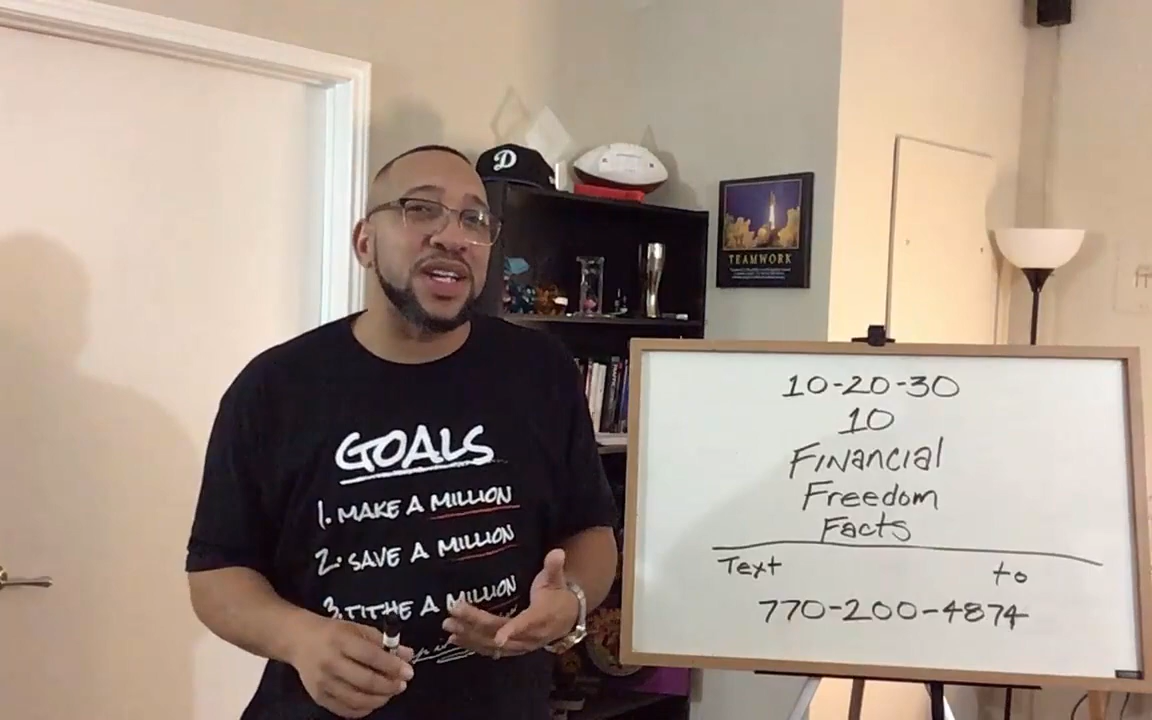 GOALS
1. MAKE A MILLION
2. SAVE A MILLION
3. TITHE A MILLION
D
TEAMWORK
10-20-30
10
Financial
Freedom
Facts
Text to
770-200-4874